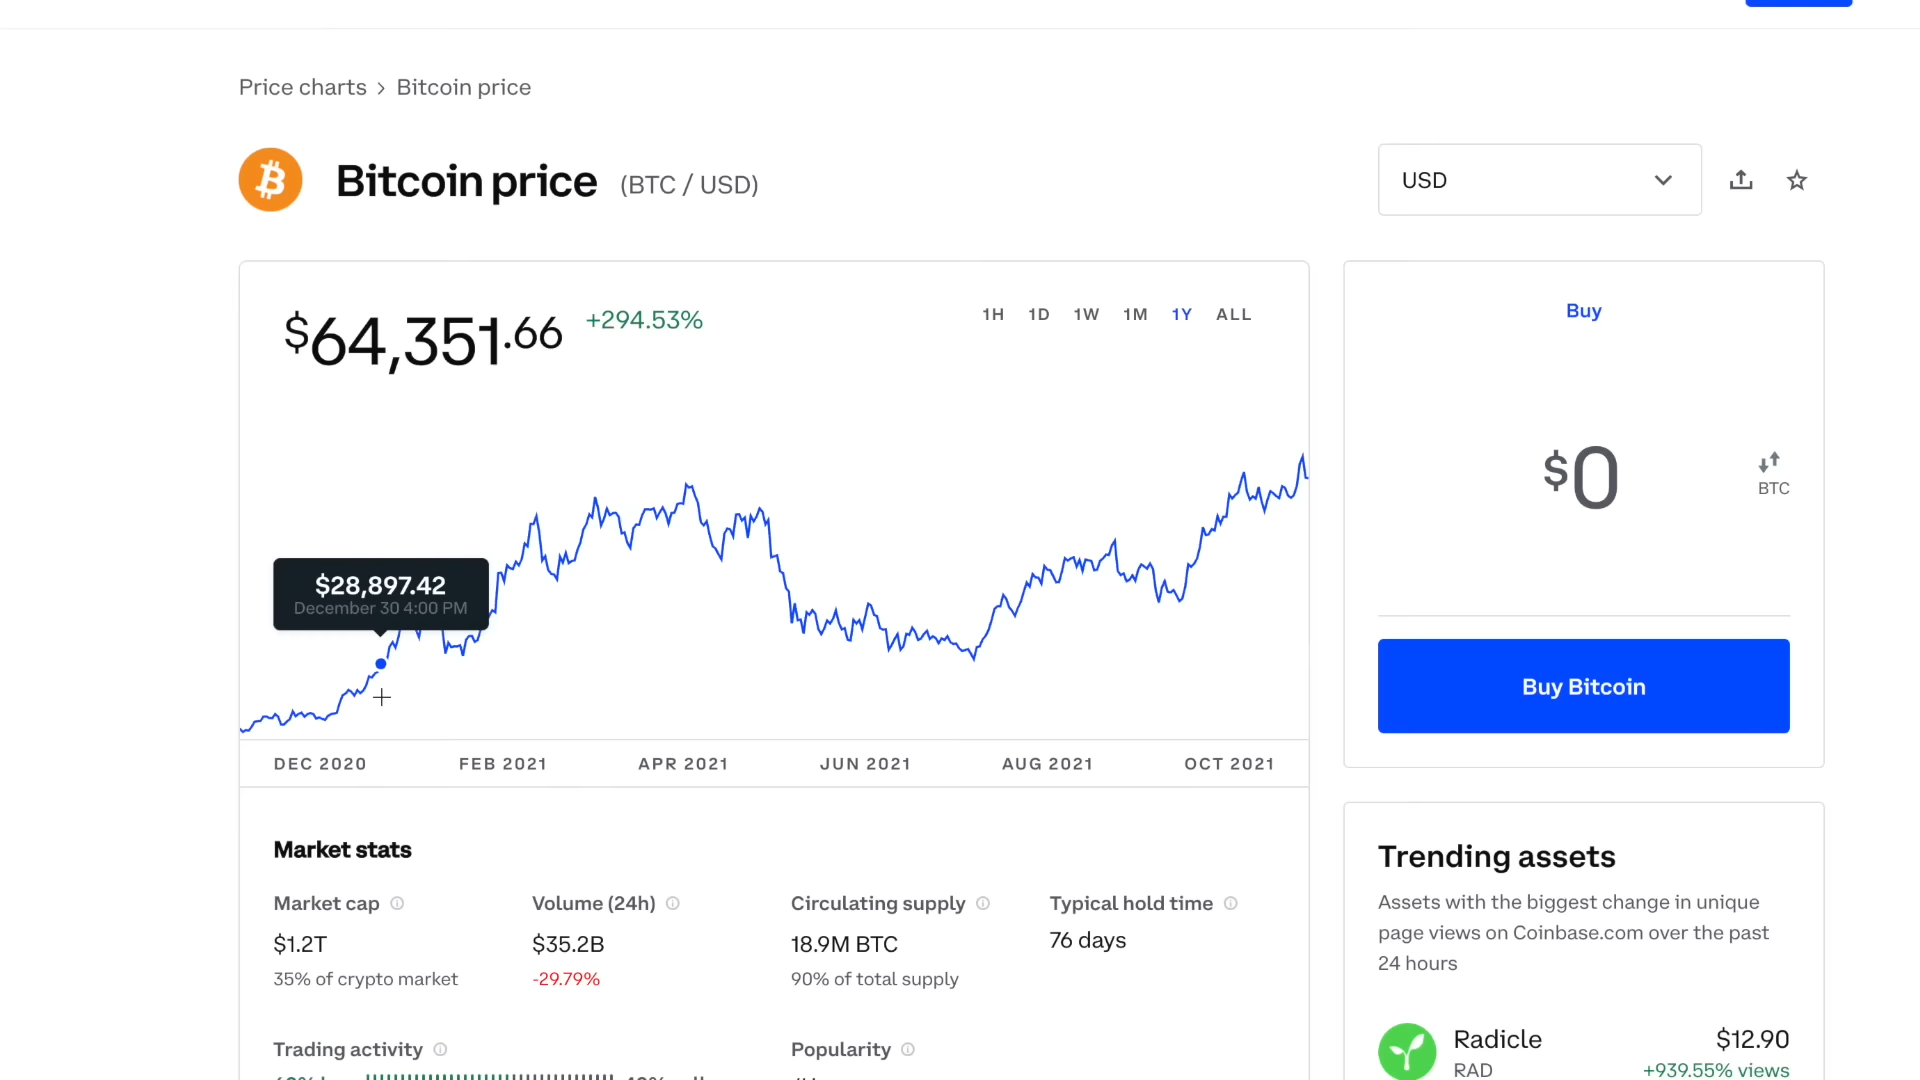 Price charts › Bitcoin price
Bitcoin price (BTC / USD)
USD
$64,351.66 +294.53%
1H 1D 1W 1M 1Y ALL
$28,897.42
December 30 4:00 PM
DEC 2020 FEB 2021 APR 2021 JUN 2021 AUG 2021 OCT 2021
Market stats
Market cap Volume (24h) Circulating supply Typical hold time
$1.2T $35.2B 18.9M BTC 76 days
35% of crypto market -29.79% 90% of total supply
Trading activity Popularity
Buy
$0
BTC
Buy Bitcoin
Trending assets
Assets with the biggest change in unique
page views on Coinbase.com over the past
24 hours
Radicle $12.90
RAD +939.55% views